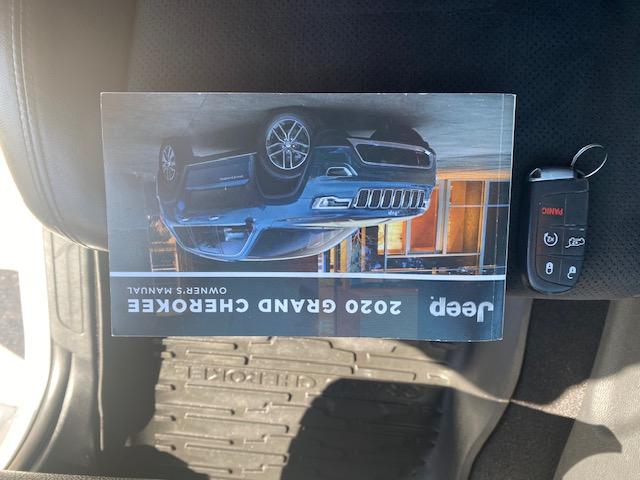 Jeep
2020 GRAND CHEROKEE
OWNER'S MANUAL
PANIC
CHEROKEE